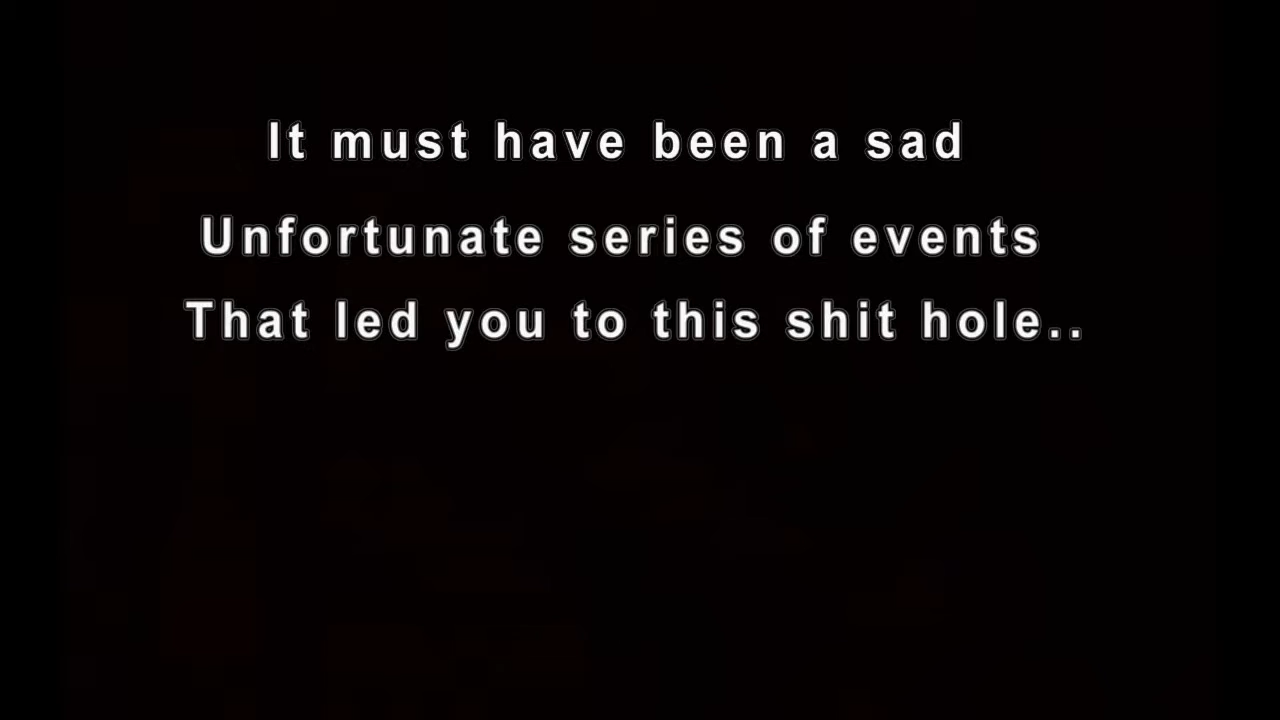 It must have been a sad
Unfortunate series of events
That led you to this shit hole..